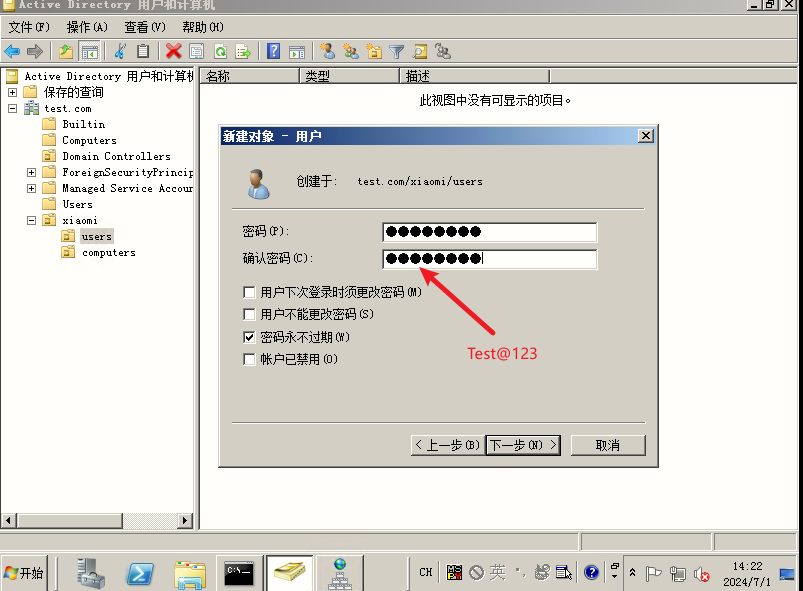 Active Directory 用户和计算机
文件(F) 操作(A) 查看(V) 帮助(H)
Active Directory 用户和计算机
保存的查询
test.com
Builtin
Computers
Domain Controllers
ForeignSecurityPrincip
Managed Service Accour
Users
xiaomi
users
computers
名称 类型 描述
此视图中没有可显示的项目。
新建对象 - 用户
创建于: test.com/xiaomi/users
密码(P):
确认密码(C):
用户下次登录时须更改密码(M)
用户不能更改密码(S)
密码永不过期(W)
帐户已禁用(O)
Test@123
< 上一步(B) 下一步(N) > 取消
开始
C:\.
CH
英
14:22
2024/7/1